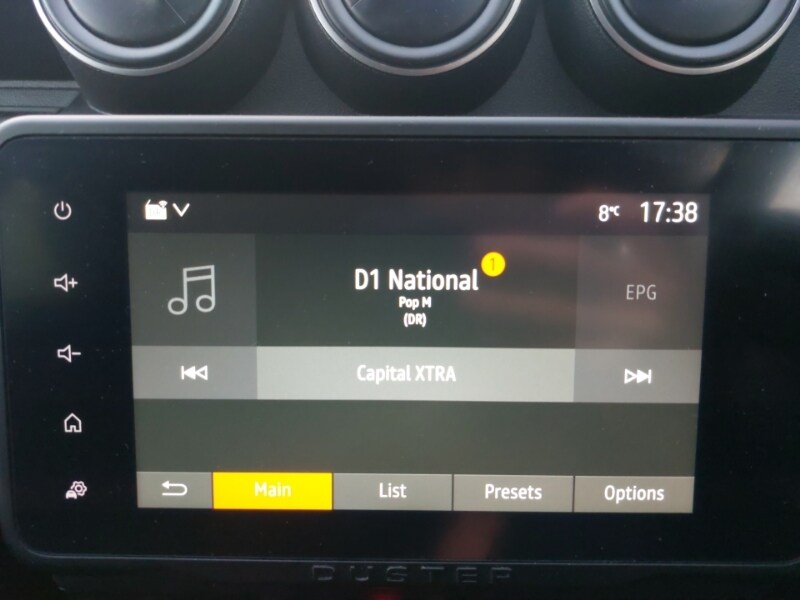 8°C 17:38
D1 National 1
Pop M
(DR)
EPG
Capital XTRA
Main List Presets Options
DUSTER